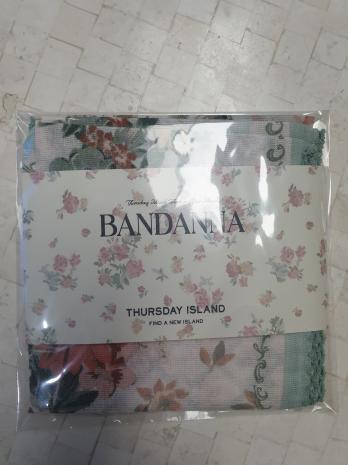 BANDANNA
THURSDAY ISLAND
FIND A NEW ISLAND